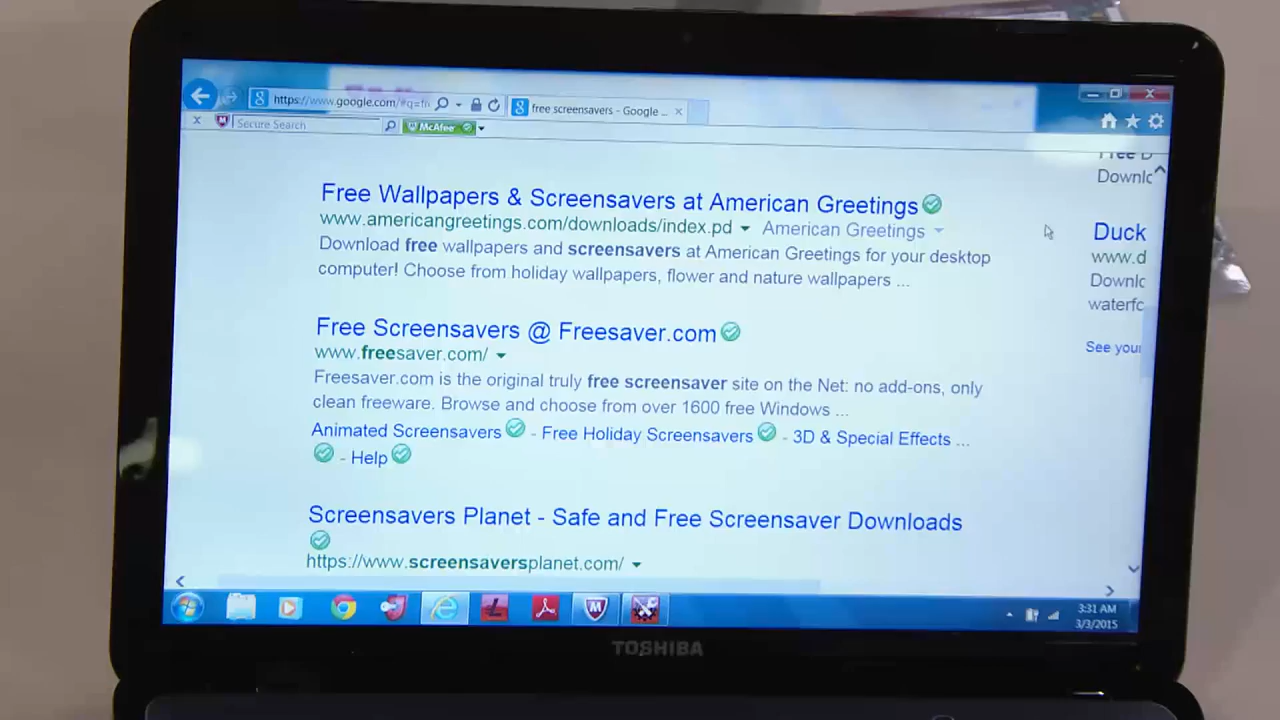 https://www.google.com/#q=fr
free screensavers - Google ...
Secure Search
McAfee
Free Wallpapers & Screensavers at American Greetings
www.americangreetings.com/downloads/index.pd American Greetings
Download free wallpapers and screensavers at American Greetings for your desktop
computer! Choose from holiday wallpapers, flower and nature wallpapers ...
Free Screensavers @ Freesaver.com
www.freesaver.com/
Freesaver.com is the original truly free screensaver site on the Net: no add-ons, only
clean freeware. Browse and choose from over 1600 free Windows ...
Animated Screensavers - Free Holiday Screensavers - 3D & Special Effects ...
- Help
Screensavers Planet - Safe and Free Screensaver Downloads
https://www.screensaversplanet.com/
Free D
Downlc
Duck
www.d
Downlc
waterfc
See your
3:31 AM
3/3/2015
TOSHIBA